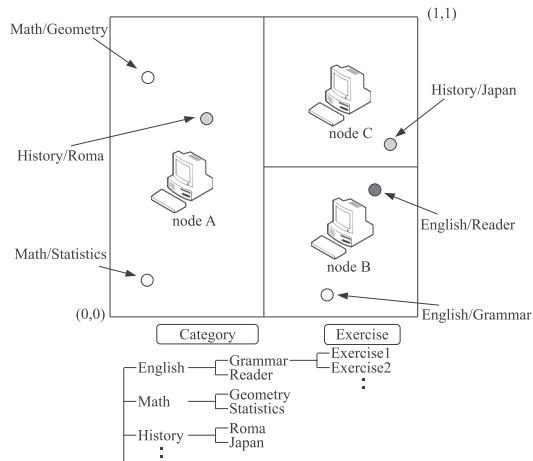 (1,1)
Math/Geometry
History/Japan
node C
History/Roma
node A
English/Reader
Math/Statistics
node B
(0,0)
English/Grammar
Category
Exercise
English
Grammar
Exercise1
Reader
Exercise2
Math
Geometry
Statistics
History
Roma
Japan